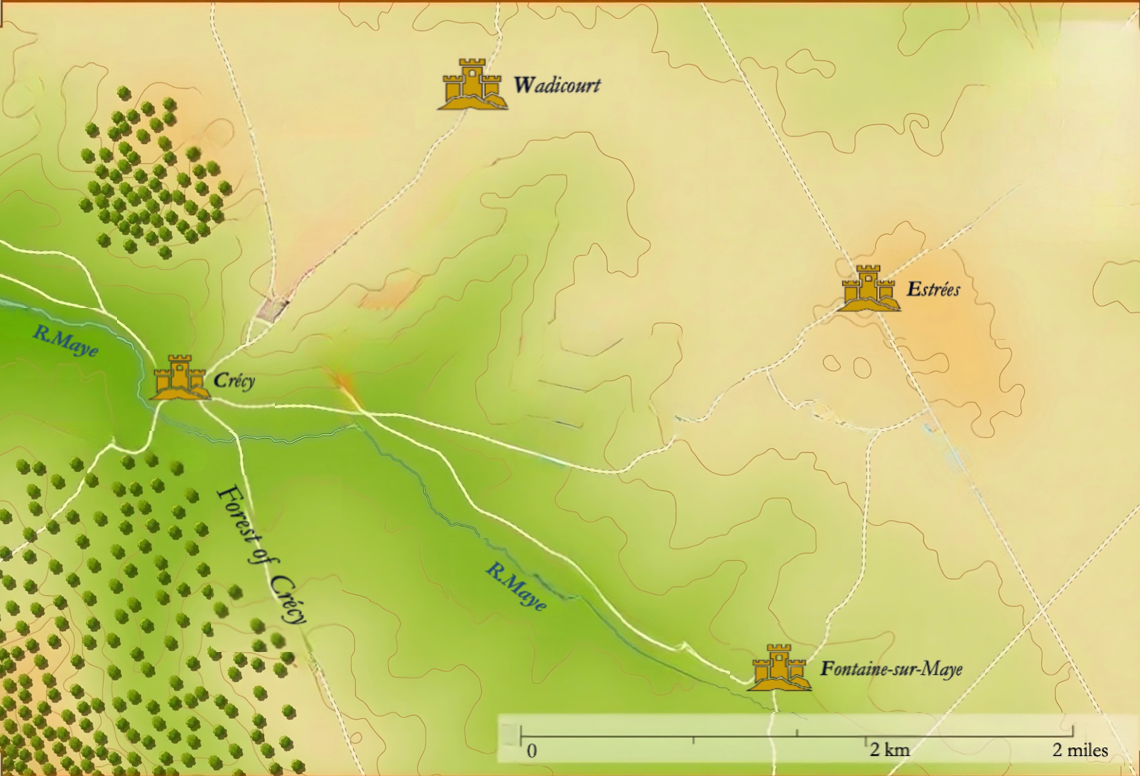 Wadicourt
Estrées
R.Maye
Crécy
Forest of Crécy
R.Maye
Fontaine-sur-Maye
0 2 km 2 miles